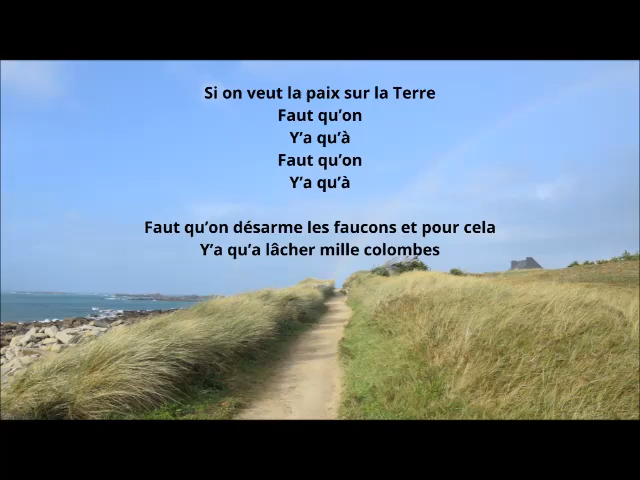 Si on veut la paix sur la Terre
Faut qu’on
Y’a qu’à
Faut qu’on
Y’a qu’à
Faut qu’on désarme les faucons et pour cela
Y’a qu’a lâcher mille colombes